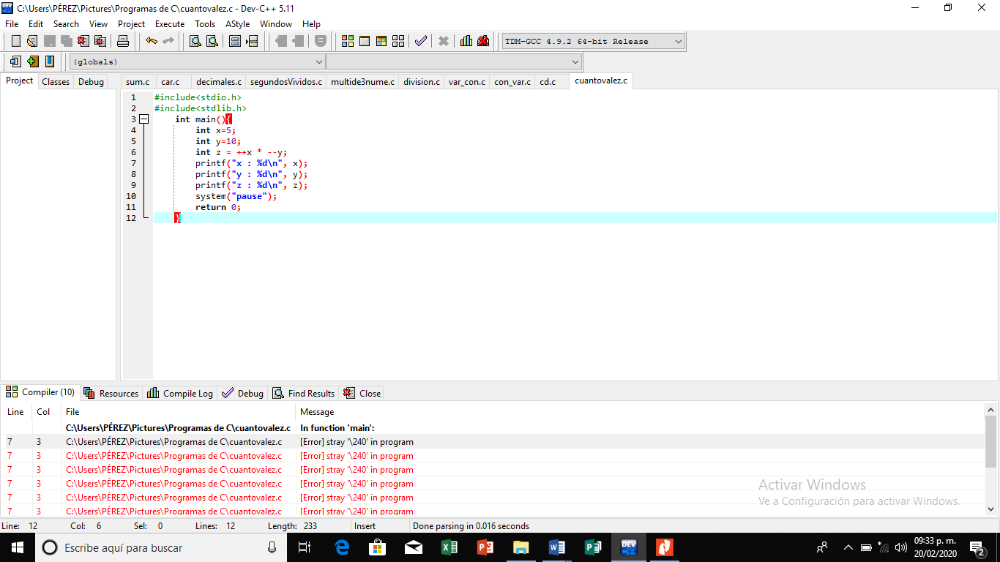 C:\Users\PÉREZ\Pictures\Programas de C\cuantovalez.c - Dev-C++ 5.11
File Edit Search View Project Execute Tools AStyle Window Help
TDM-GCC 4.9.2 64-bit Release
(globals)
Project Classes Debug sum.c car.c decimales.c segundosVividos.c multide3nume.c division.c var_con.c con_var.c cd.c cuantovalez.c
1 #include<stdio.h>
2 #include<stdlib.h>
3 int main(){
4 int x=5;
5 int y=10;
6 int z = ++x * --y;
7 printf("x : %d\n", x);
8 printf("y : %d\n", y);
9 printf("z : %d\n", z);
10 system("pause");
11 return 0;
12 }
Compiler (10) Resources Compile Log Debug Find Results Close
Line Col File Message
C:\Users\PÉREZ\Pictures\Programas de C\cuantovalez.c In function 'main':
7 3 C:\Users\PÉREZ\Pictures\Programas de C\cuantovalez.c [Error] stray '\240' in program
7 3 C:\Users\PÉREZ\Pictures\Programas de C\cuantovalez.c [Error] stray '\240' in program
7 3 C:\Users\PÉREZ\Pictures\Programas de C\cuantovalez.c [Error] stray '\240' in program
7 3 C:\Users\PÉREZ\Pictures\Programas de C\cuantovalez.c [Error] stray '\240' in program
7 3 C:\Users\PÉREZ\Pictures\Programas de C\cuantovalez.c [Error] stray '\240' in program
7 3 C:\Users\PÉREZ\Pictures\Programas de C\cuantovalez.c [Error] stray '\240' in program
Activar Windows
Ve a Configuración para activar Windows.
Line: 12 Col: 6 Sel: 0 Lines: 12 Length: 233 Insert Done parsing in 0.016 seconds
Escribe aquí para buscar
DEV
09:33 p. m.
20/02/2020
2